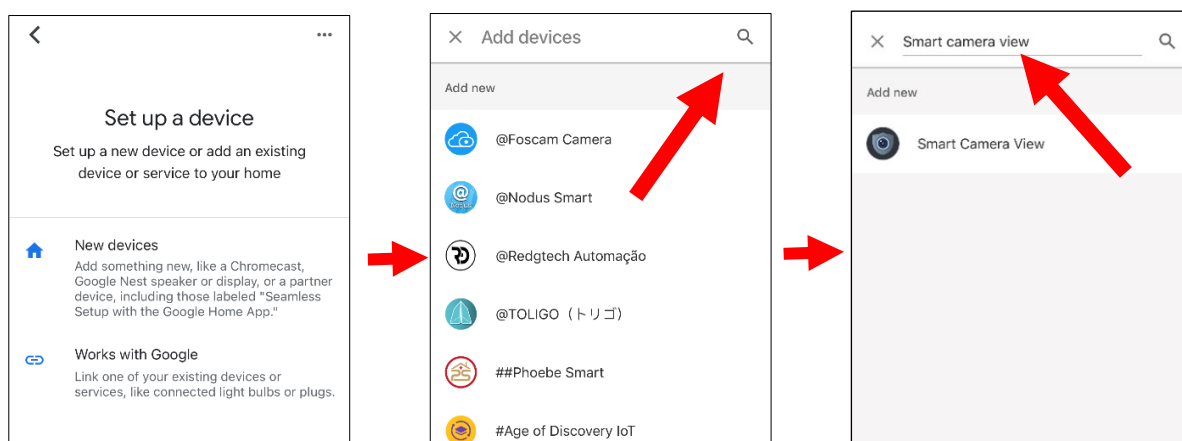 Set up a device
Set up a new device or add an existing
device or service to your home
New devices
Add something new, like a Chromecast,
Google Nest speaker or display, or a partner
device, including those labeled "Seamless
Setup with the Google Home App."
Works with Google
Link one of your existing devices or
services, like connected light bulbs or plugs.
Add devices
Add new
@Foscam Camera
@Nodus Smart
@Redgtech Automação
@TOLIGO（トリゴ）
##Phoebe Smart
#Age of Discovery IoT
Smart camera view
Add new
Smart Camera View